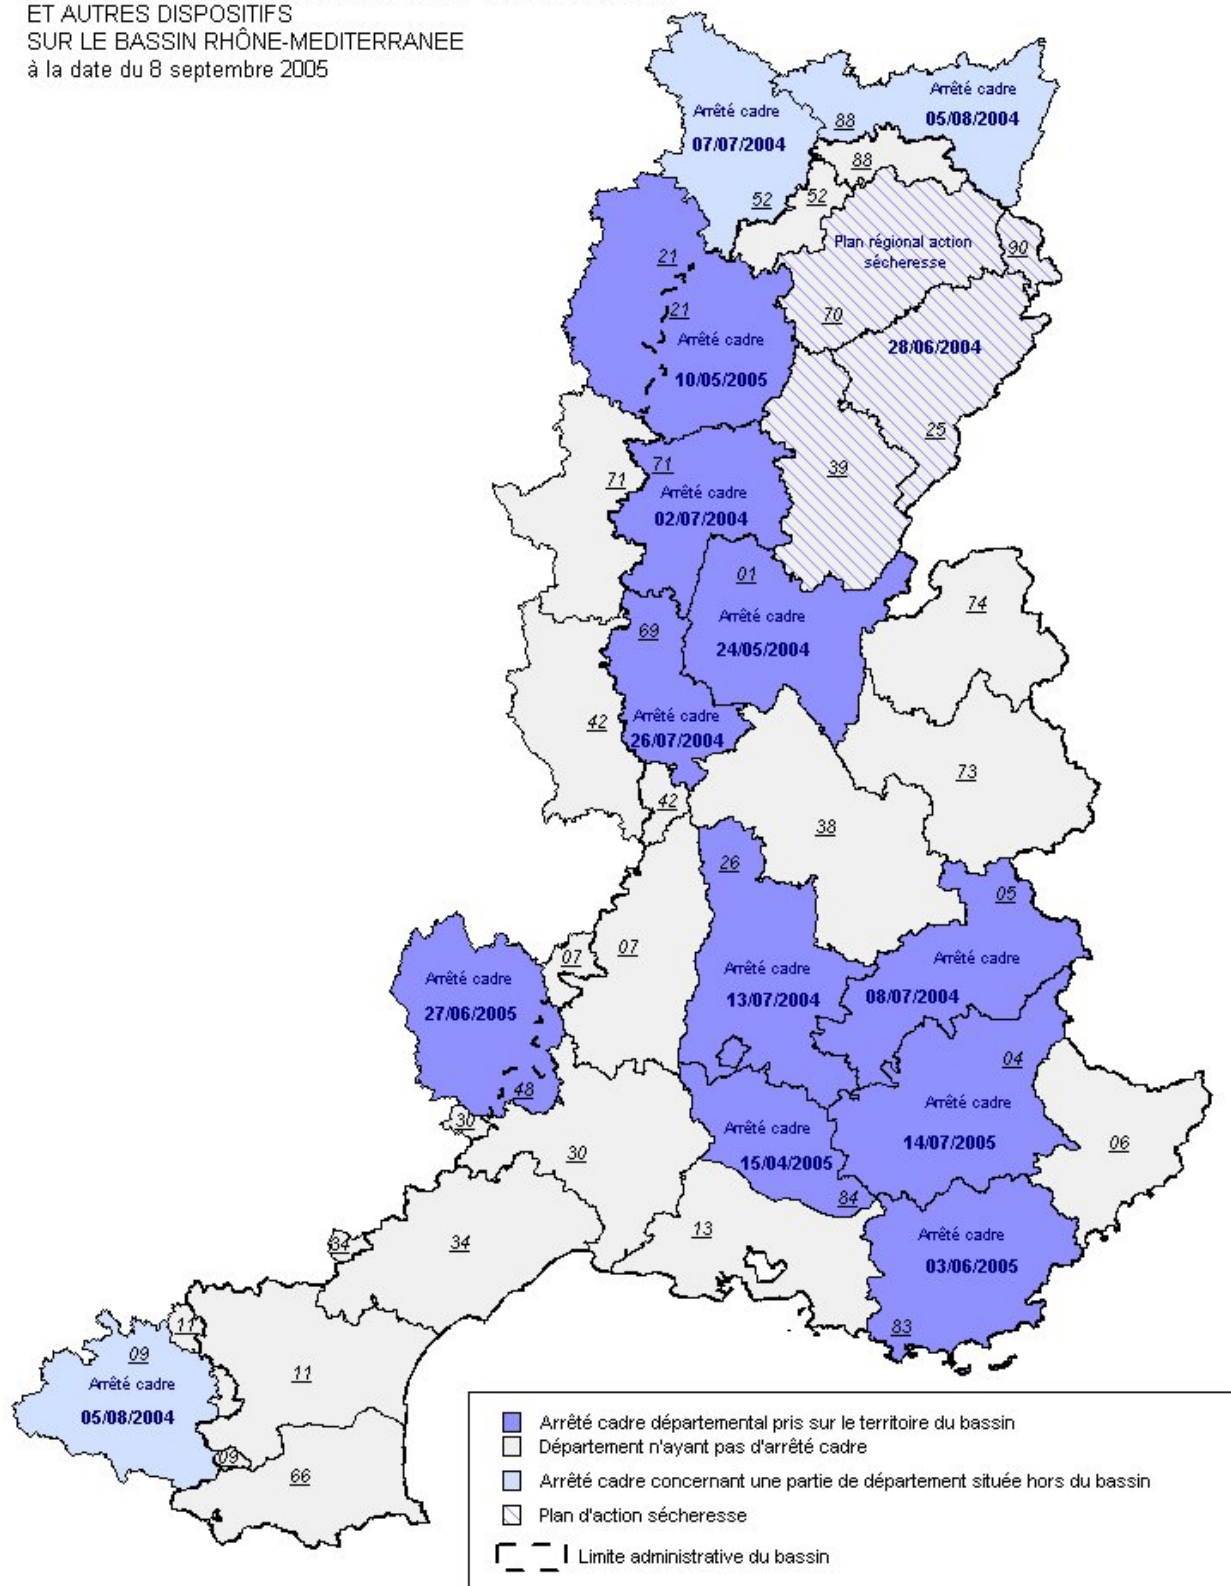 ET AUTRES DISPOSITIFS
SUR LE BASSIN RHÔNE-MEDITERRANEE
à la date du 8 septembre 2005
Arrêté cadre
07/07/2004
52
88
Arrêté cadre
05/08/2004
88
52
Plan régional action
sécheresse
90
70
28/06/2004
25
39
21
21
Arrêté cadre
10/05/2005
71
71
Arrêté cadre
02/07/2004
01
Arrêté cadre
24/05/2004
74
69
Arrêté cadre
26/07/2004
42
42
73
38
26
05
07
07
Arrêté cadre
13/07/2004
Arrêté cadre
08/07/2004
Arrêté cadre
27/06/2005
48
04
Arrêté cadre
14/07/2005
06
30
30
Arrêté cadre
15/04/2005
84
13
Arrêté cadre
03/06/2005
83
34
34
11
11
09
Arrêté cadre
05/08/2004
09
66
Arrêté cadre départemental pris sur le territoire du bassin
Département n'ayant pas d'arrêté cadre
Arrêté cadre concernant une partie de département située hors du bassin
Plan d'action sécheresse
Limite administrative du bassin